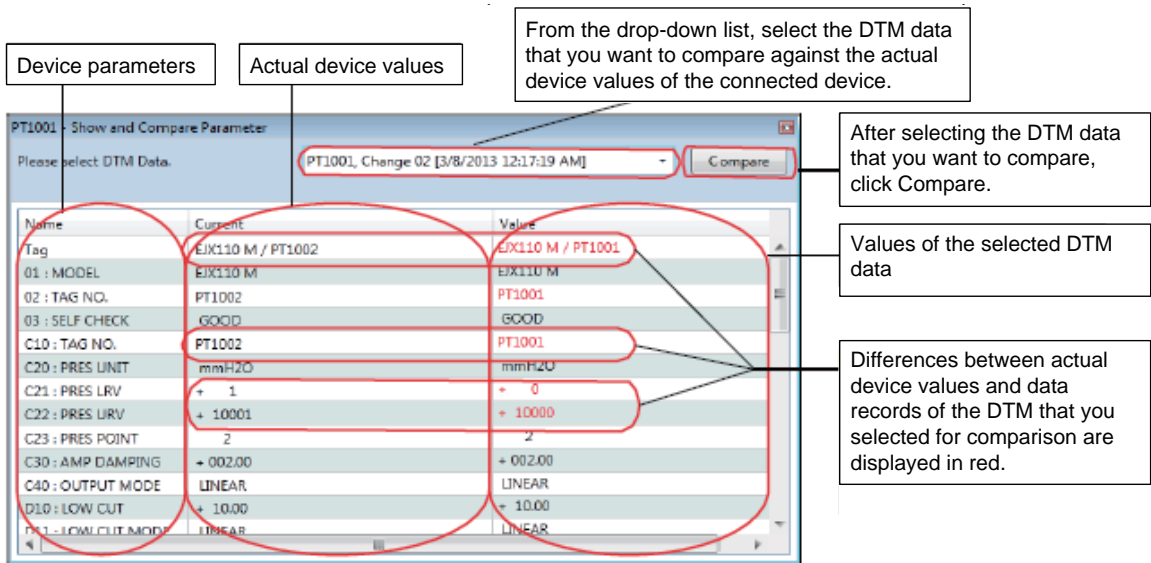 From the drop-down list, select the DTM data
that you want to compare against the actual
device values of the connected device.
Device parameters
Actual device values
PT1001 - Show and Compare Parameter
Please select DTM Data.
PT1001, Change 02 [3/8/2013 12:17:19 AM]
Compare
After selecting the DTM data
that you want to compare,
click Compare.
Name Current Value
Tag EJX110 M / PT1002 EJX110 M / PT1001
01 : MODEL EJX110 M EJX110 M
02 : TAG NO. PT1002 PT1001
03 : SELF CHECK GOOD GOOD
C10 : TAG NO. PT1002 PT1001
C20 : PRES UNIT mmH2O mmH2O
C21 : PRES LRV + 1 + 0
C22 : PRES URV + 10001 + 10000
C23 : PRES POINT 2 2
C30 : AMP DAMPING + 002.00 + 002.00
C40 : OUTPUT MODE LINEAR LINEAR
D10 : LOW CUT + 10.00 + 10.00
D11 : LOW CUT MODE LINEAR LINEAR
Values of the selected DTM
data
Differences between actual
device values and data
records of the DTM that you
selected for comparison are
displayed in red.